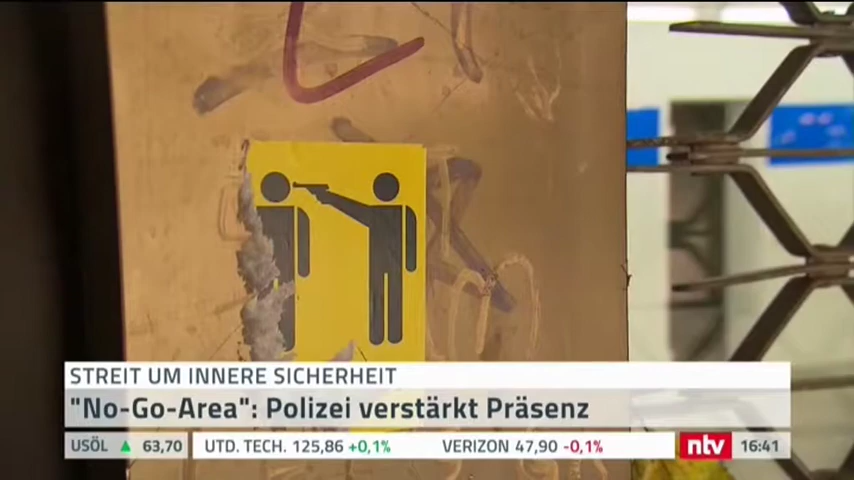 STREIT UM INNERE SICHERHEIT
"No-Go-Area": Polizei verstärkt Präsenz
USÖL ▲ 63,70 UTD. TECH. 125,86 +0,1% VERIZON 47,90 -0,1% ntv 16:41